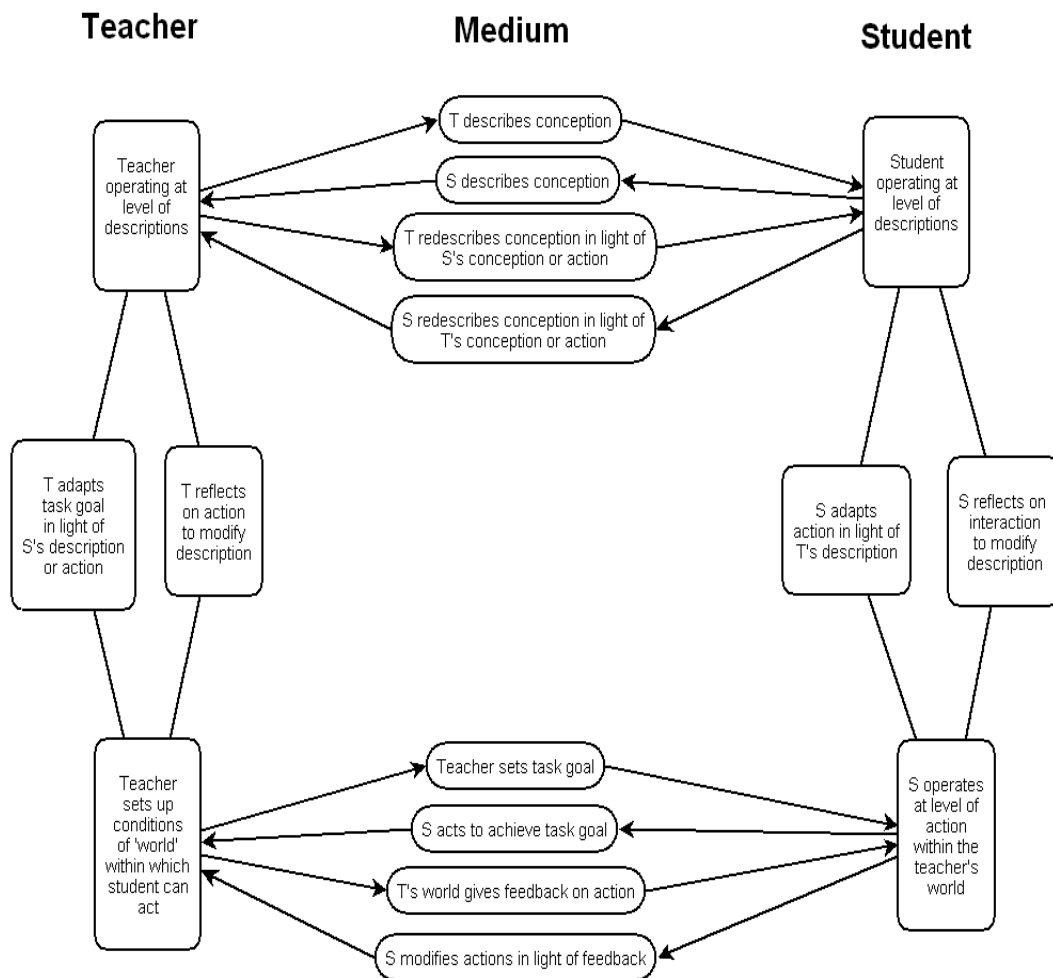 Teacher
Medium
Student
T describes conception
Teacher
operating at
level of
descriptions
S describes conception
Student
operating at
level of
descriptions
T redescribes conception in light of
S's conception or action
S redescribes conception in light of
T's conception or action
T adapts
task goal
in light of
S's description
or action
T reflects
on action
to modify
description
S adapts
action in light of
T's description
S reflects on
interaction
to modify
description
Teacher
sets up
conditions
of 'world'
within which
student can
act
Teacher sets task goal
S acts to achieve task goal
T's world gives feedback on action
S modifies actions in light of feedback
S operates
at level of
action
within the
teacher's
world